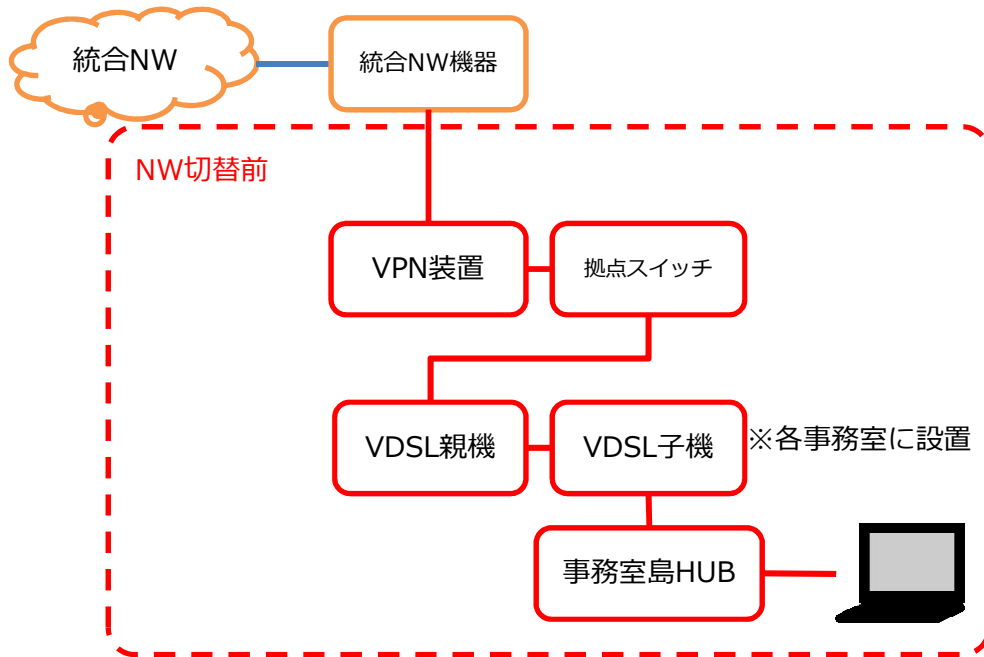 統合NW
統合NW機器
NW切替前
VPN装置
拠点スイッチ
VDSL親機
VDSL子機
※各事務室に設置
事務室島HUB